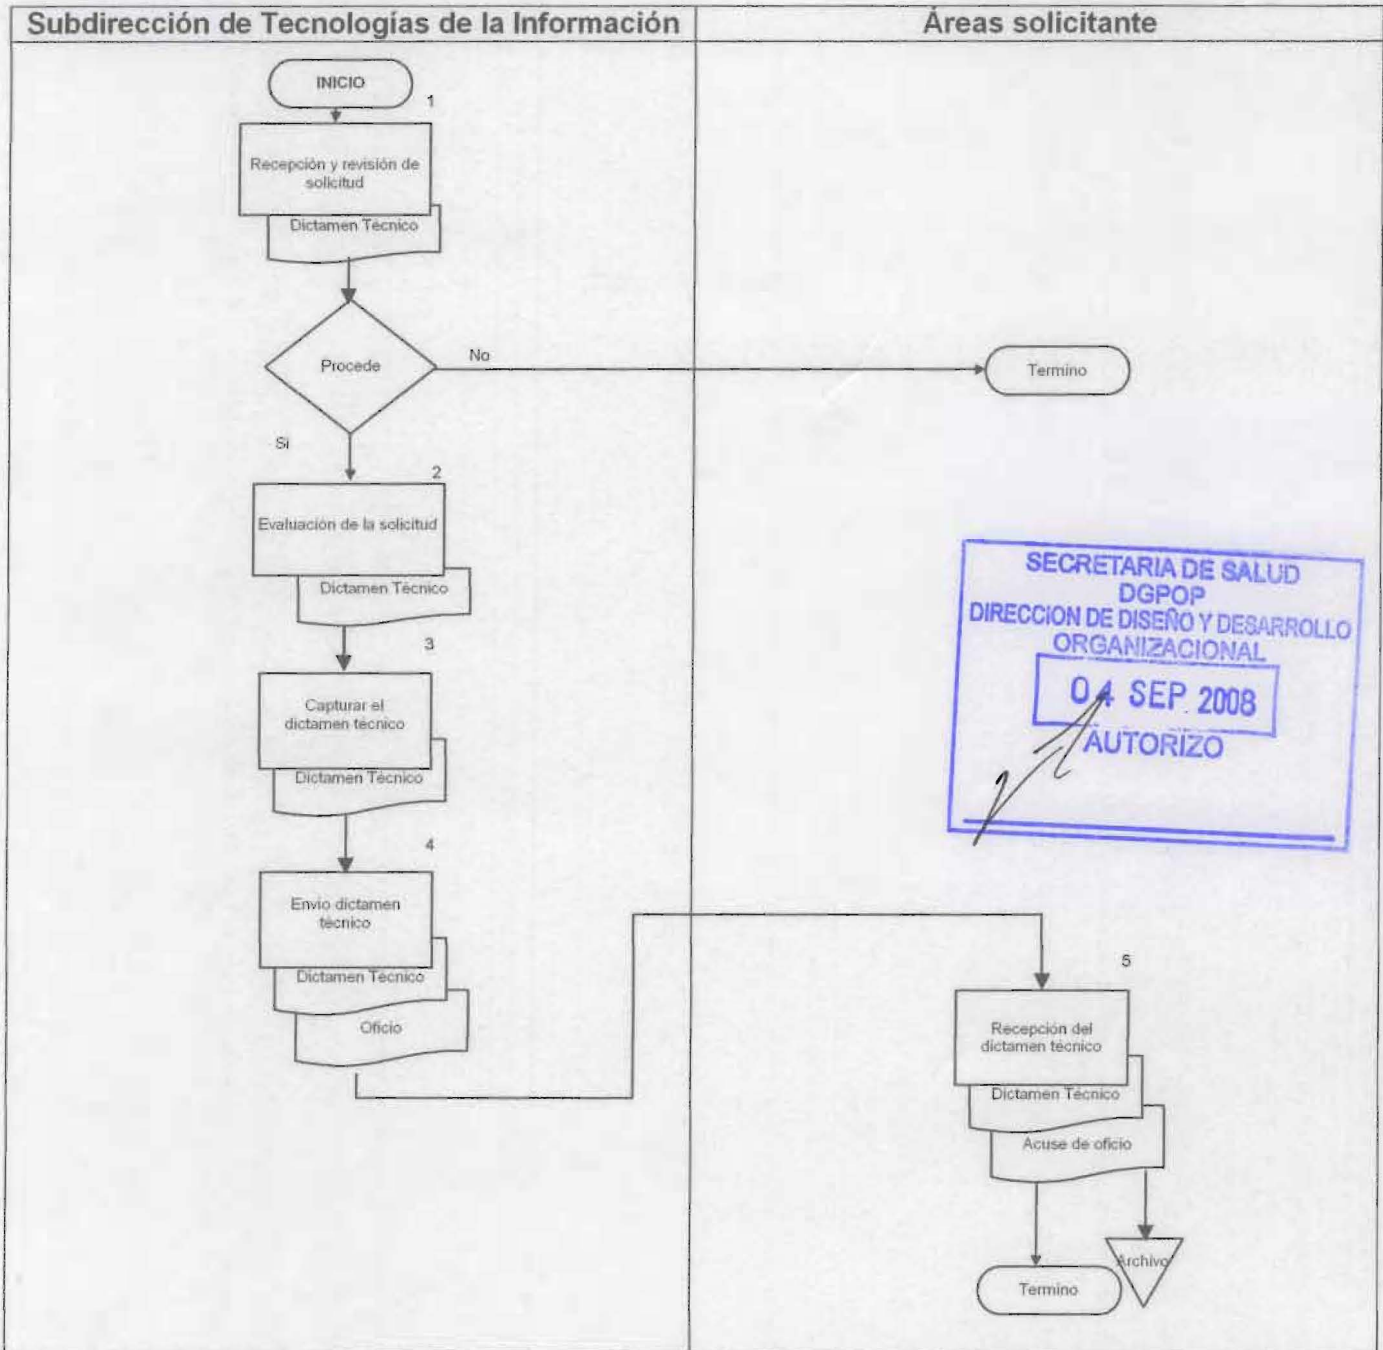 Subdirección de Tecnologías de la Información
Áreas solicitante
INICIO
1
Recepción y revisión de
solicitud
Dictamen Técnico
Procede
No
Termino
Si
2
Evaluación de la solicitud
Dictamen Técnico
3
Capturar el
dictamen técnico
Dictamen Técnico
4
Envio dictamen
técnico
Dictamen Técnico
Oficio
SECRETARIA DE SALUD
DGPOP
DIRECCION DE DISEÑO Y DESARROLLO
ORGANIZACIONAL
04 SEP 2008
AUTORIZO
5
Recepción del
dictamen técnico
Dictamen Técnico
Acuse de oficio
Archivo
Termino